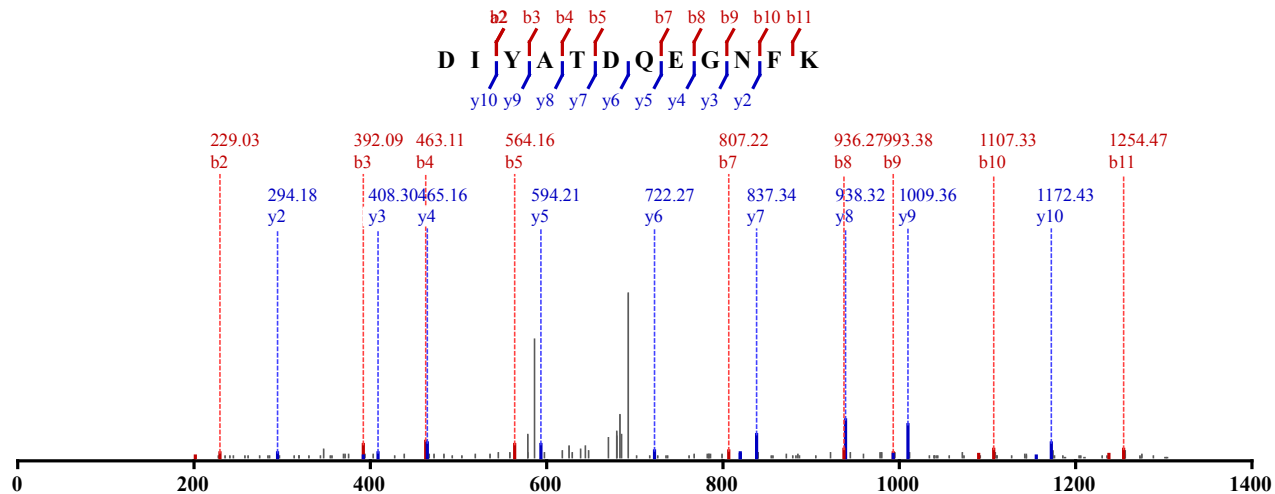 a2 b3 b4 b5 b7 b8 b9 b10 b11
D I Y A T D Q E G N F K
y10 y9 y8 y7 y6 y5 y4 y3 y2
229.03 392.09 463.11 564.16 807.22 936.27 993.38 1107.33 1254.47
b2 b3 b4 b5 b7 b8 b9 b10 b11
294.18 408.30 465.16 594.21 722.27 837.34 938.32 1009.36 1172.43
y2 y3 y4 y5 y6 y7 y8 y9 y10
0 200 400 600 800 1000 1200 1400